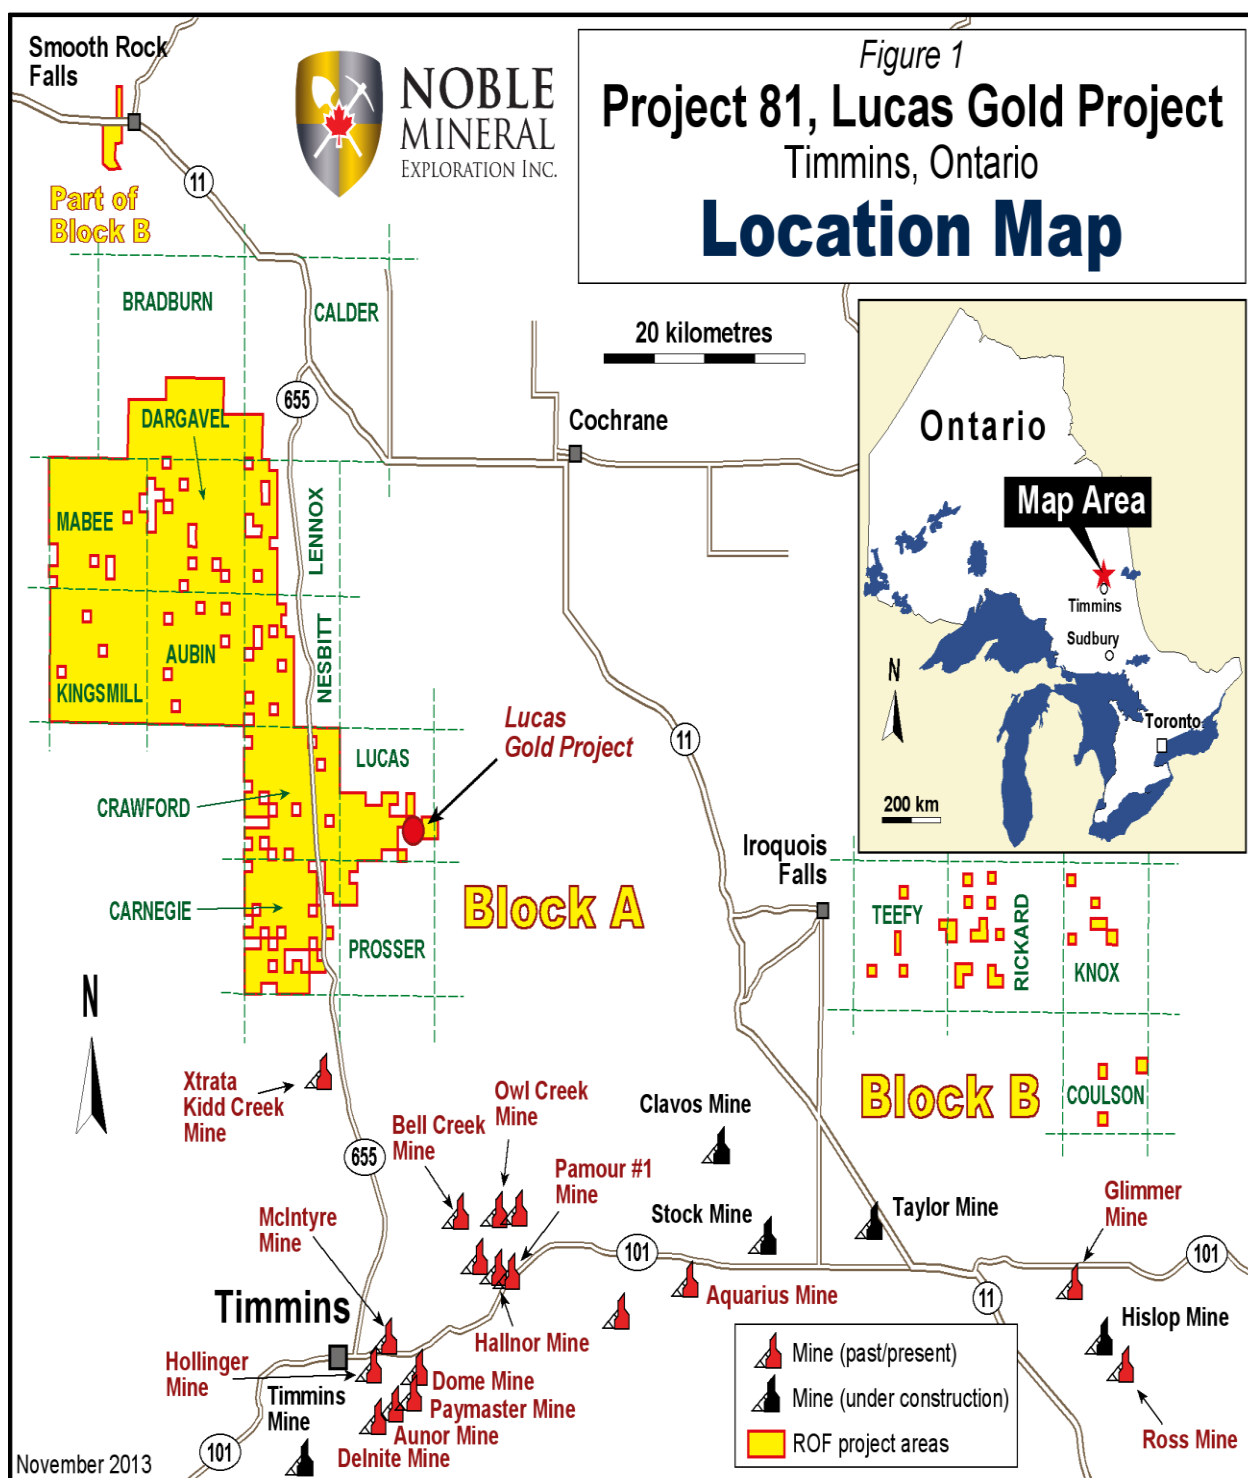 Smooth Rock
Falls
NOBLE
MINERAL
EXPLORATION INC.
Figure 1
Project 81, Lucas Gold Project
Timmins, Ontario
Location Map
11
Part of
Block B
BRADBURN
CALDER
20 kilometres
655
Cochrane
DARGAVEL
MABEE
LENNOX
NESBITT
AUBIN
KINGSMILL
Lucas
Gold Project
LUCAS
11
CRAWFORD
CARNEGIE
Block A
PROSSER
Ontario
Map Area
Timmins
Sudbury
N
Toronto
200 km
Iroquois
Falls
TEEFY
RICKARD
KNOX
COULSON
Block B
N
Xtrata
Kidd Creek
Mine
Owl Creek
Mine
Bell Creek
Mine
Clavos Mine
655
Pamour #1
Mine
McIntyre
Mine
Stock Mine
Taylor Mine
Glimmer
Mine
101
101
Timmins
Aquarius Mine
11
Hallnor Mine
Hislop Mine
Hollinger
Mine
Timmins
Mine
Dome Mine
Paymaster Mine
Aunor Mine
Delnite Mine
101
Ross Mine
Mine (past/present)
Mine (under construction)
ROF project areas
November 2013